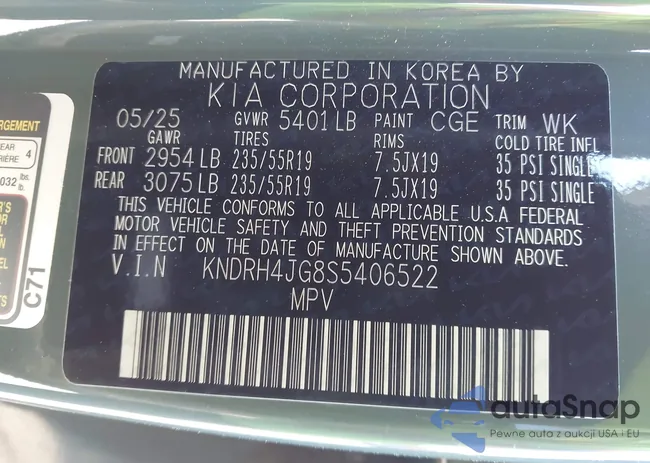 MANUFACTURED IN KOREA BY
KIA CORPORATION
05/25 GVWR 5401 LB PAINT CGE TRIM WK
GAWR TIRES RIMS COLD TIRE INFL
FRONT 2954 LB 235/55R19 7.5JX19 35 PSI SINGLE
REAR 3075 LB 235/55R19 7.5JX19 35 PSI SINGLE
THIS VEHICLE CONFORMS TO ALL APPLICABLE U.S.A FEDERAL
MOTOR VEHICLE SAFETY AND THEFT PREVENTION STANDARDS
IN EFFECT ON THE DATE OF MANUFACTURE SHOWN ABOVE.
V.I.N KNDRH4JG8S5406522
MPV
C71
autoSnap
Pewne auta z aukcji USA i EU